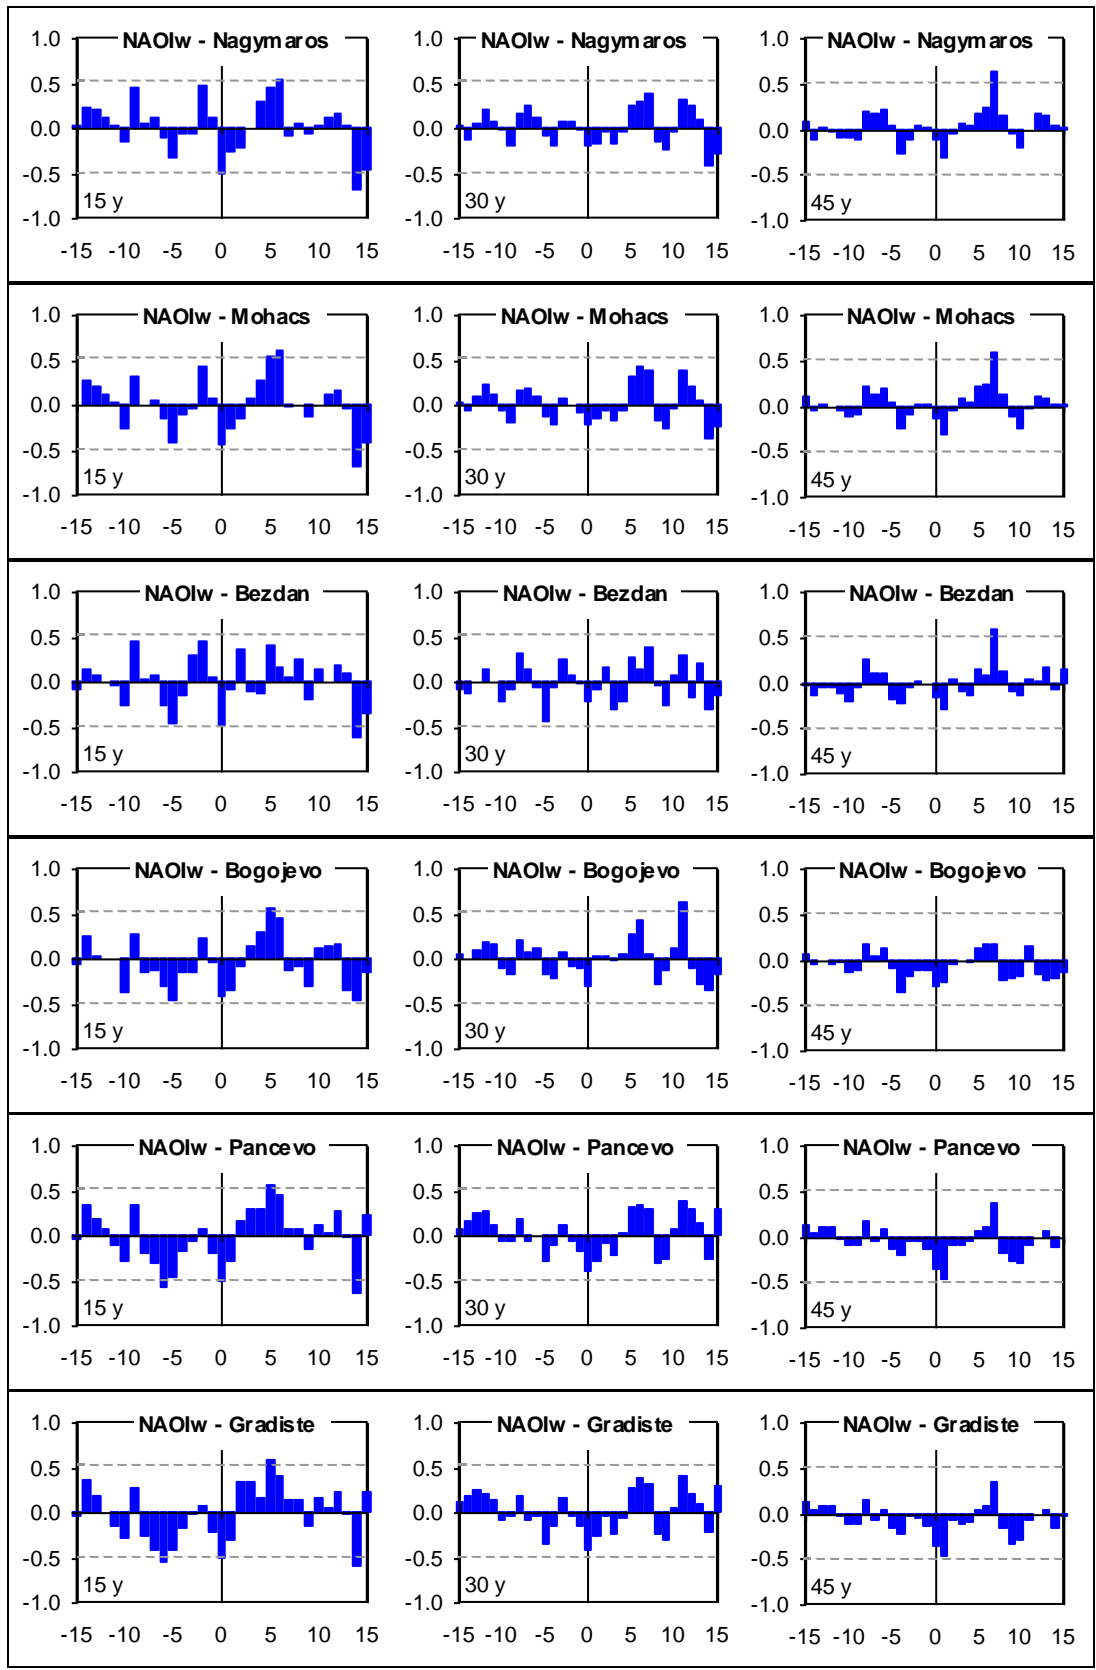 NAOIw - Nagymaros NAOIw - Nagymaros NAOIw - Nagymaros
1.0 1.0 1.0
0.5 0.5 0.5
0.0 0.0 0.0
-0.5 -0.5 -0.5
15 y 30 y 45 y
-1.0 -1.0 -1.0
-15 -10 -5 0 5 10 15 -15 -10 -5 0 5 10 15 -15 -10 -5 0 5 10 15
NAOIw - Mohacs NAOIw - Mohacs NAOIw - Mohacs
1.0 1.0 1.0
0.5 0.5 0.5
0.0 0.0 0.0
-0.5 -0.5 -0.5
15 y 30 y 45 y
-1.0 -1.0 -1.0
-15 -10 -5 0 5 10 15 -15 -10 -5 0 5 10 15 -15 -10 -5 0 5 10 15
NAOIw - Bezdan NAOIw - Bezdan NAOIw - Bezdan
1.0 1.0 1.0
0.5 0.5 0.5
0.0 0.0 0.0
-0.5 -0.5 -0.5
15 y 30 y 45 y
-1.0 -1.0 -1.0
-15 -10 -5 0 5 10 15 -15 -10 -5 0 5 10 15 -15 -10 -5 0 5 10 15
NAOIw - Bogojevo NAOIw - Bogojevo NAOIw - Bogojevo
1.0 1.0 1.0
0.5 0.5 0.5
0.0 0.0 0.0
-0.5 -0.5 -0.5
15 y 30 y 45 y
-1.0 -1.0 -1.0
-15 -10 -5 0 5 10 15 -15 -10 -5 0 5 10 15 -15 -10 -5 0 5 10 15
NAOIw - Pancevo NAOIw - Pancevo NAOIw - Pancevo
1.0 1.0 1.0
0.5 0.5 0.5
0.0 0.0 0.0
-0.5 -0.5 -0.5
15 y 30 y 45 y
-1.0 -1.0 -1.0
-15 -10 -5 0 5 10 15 -15 -10 -5 0 5 10 15 -15 -10 -5 0 5 10 15
NAOIw - Gradiste NAOIw - Gradiste NAOIw - Gradiste
1.0 1.0 1.0
0.5 0.5 0.5
0.0 0.0 0.0
-0.5 -0.5 -0.5
15 y 30 y 45 y
-1.0 -1.0 -1.0
-15 -10 -5 0 5 10 15 -15 -10 -5 0 5 10 15 -15 -10 -5 0 5 10 15